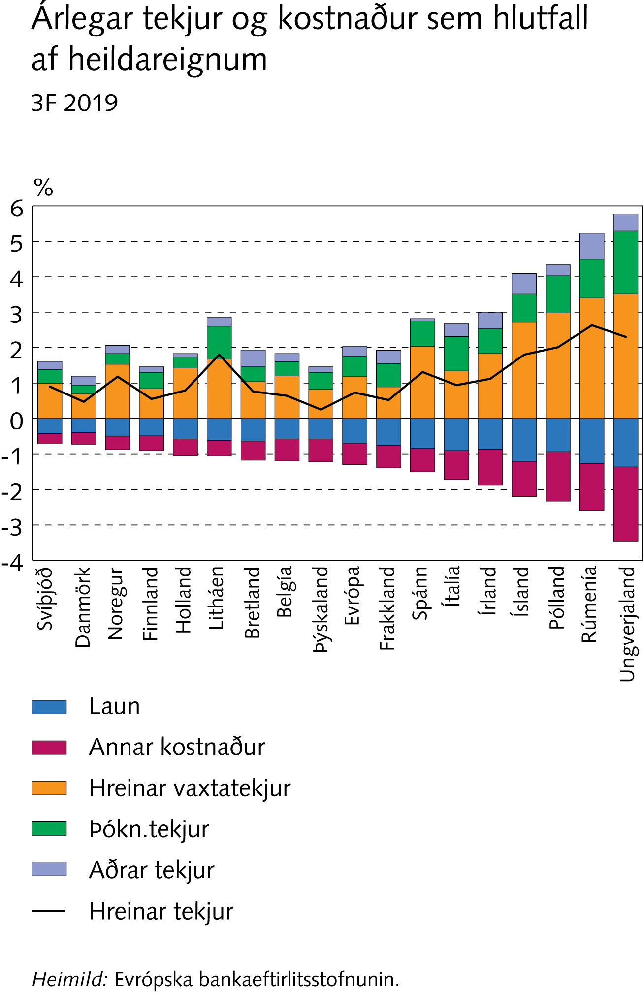 Árlegar tekjur og kostnaður sem hlutfall
af heildareignum
3F 2019
%
6
5
4
3
2
1
0
-1
-2
-3
-4
Svíþjóð
Danmörk
Noregur
Finnland
Holland
Litháen
Bretland
Belgía
Þýskaland
Evrópa
Frakkland
Spánn
Ítalía
Írland
Ísland
Pólland
Rúmenía
Ungverjaland
Laun
Annar kostnaður
Hreinar vaxtatekjur
Þókn.tekjur
Aðrar tekjur
Hreinar tekjur
Heimild: Evrópska bankaeftirlitsstofnunin.